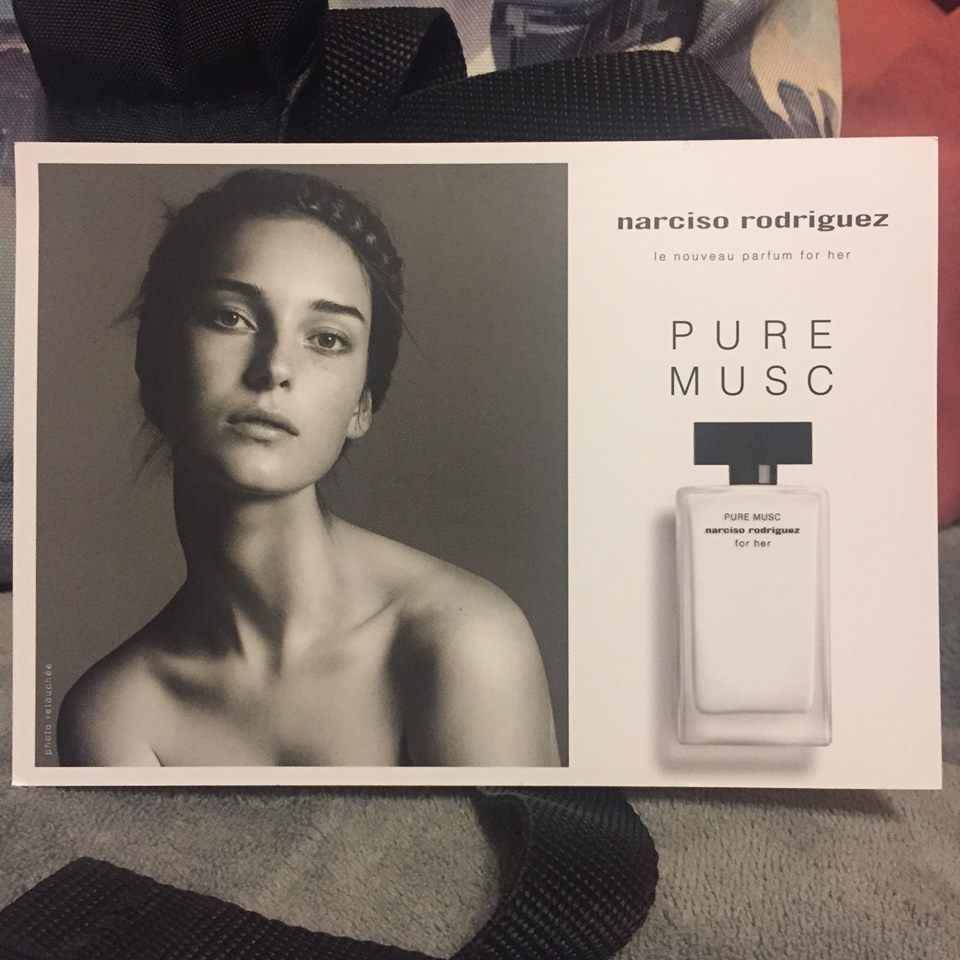 narciso rodriguez
le nouveau parfum for her
PURE
MUSC
PURE MUSC
narciso rodriguez
for her
photo retouchée